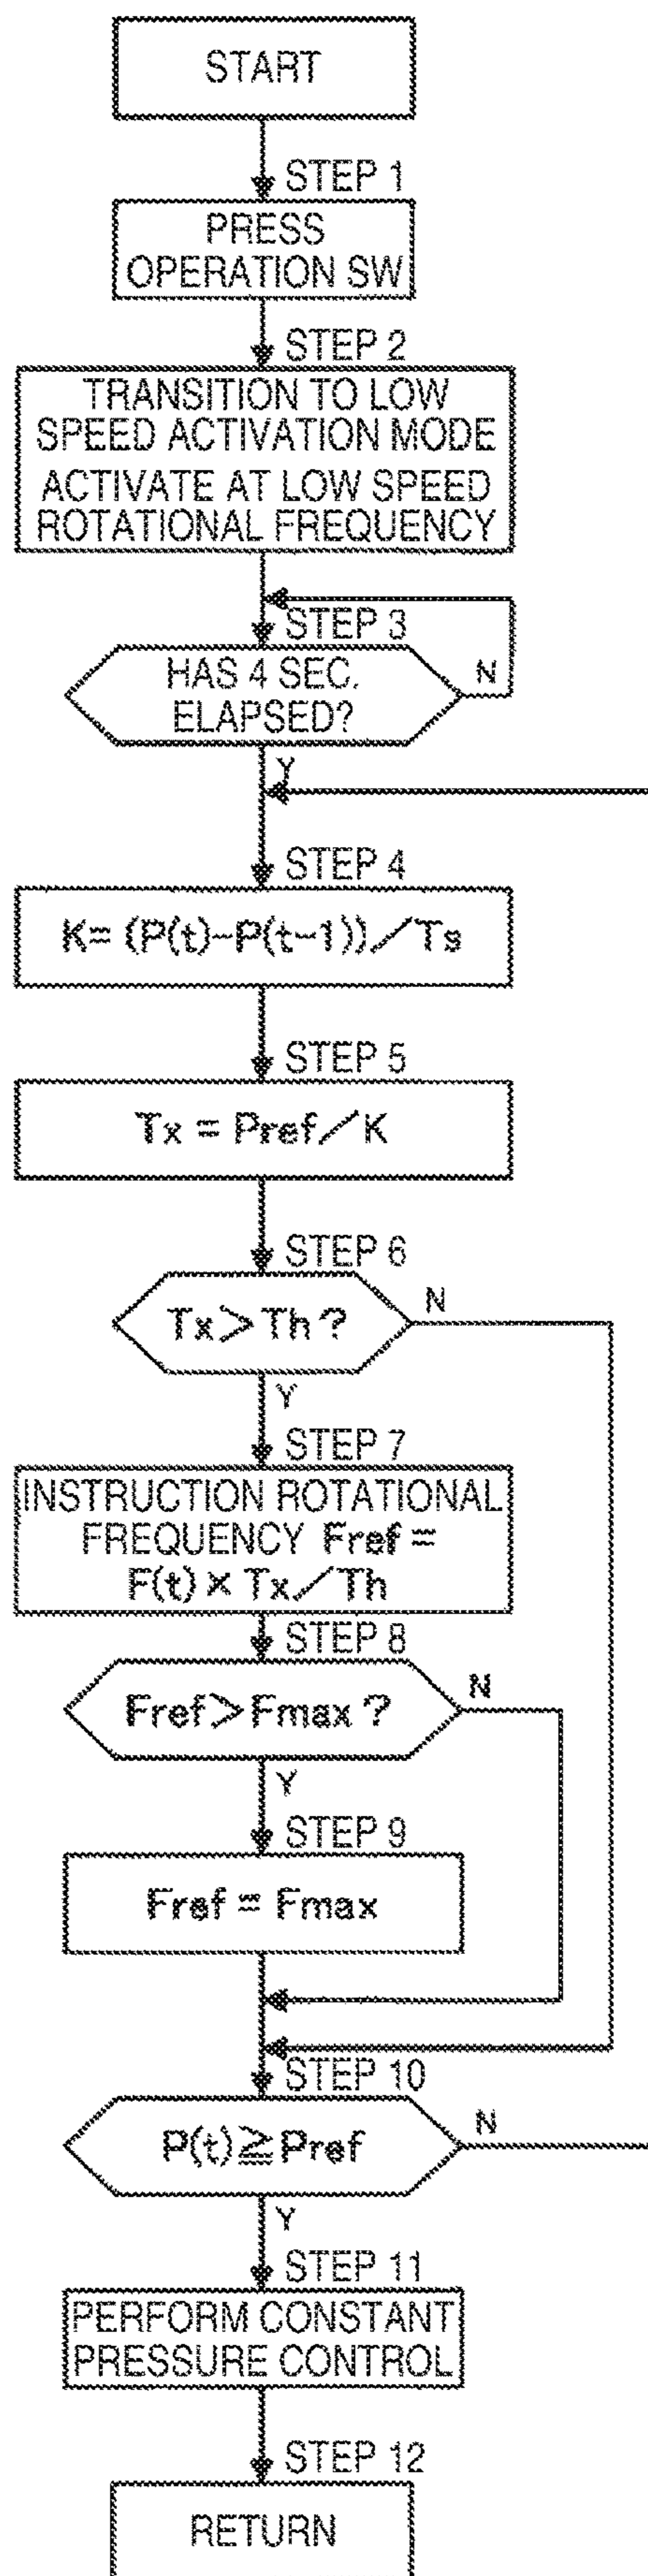 START
STEP 1
PRESS
OPERATION SW
STEP 2
TRANSITION TO LOW
SPEED ACTIVATION MODE
ACTIVATE AT LOW SPEED
ROTATIONAL FREQUENCY
STEP 3
HAS 4 SEC.
ELAPSED?
N
Y
STEP 4
K= (P(t)-P(t-1))／Ts
STEP 5
Tx = Pref／K
STEP 6
Tx>Th?
N
Y
STEP 7
INSTRUCTION ROTATIONAL
FREQUENCY Fref =
F(t) × Tx／Th
STEP 8
Fref>Fmax?
N
Y
STEP 9
Fref = Fmax
STEP 10
P(t)≧Pref
N
Y
STEP 11
PERFORM CONSTANT
PRESSURE CONTROL
STEP 12
RETURN